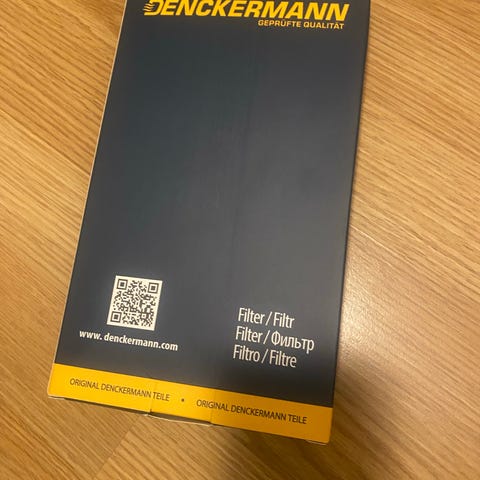 DENCKERMANN
GEPRÜFTE QUALITÄT
www. denckermann.com
Filter / Filtr
Filter / Фильтр
Filtro / Filtre
ORIGINAL DENCKERMANN TEILE • ORIGINAL DENCKERMANN TEILE